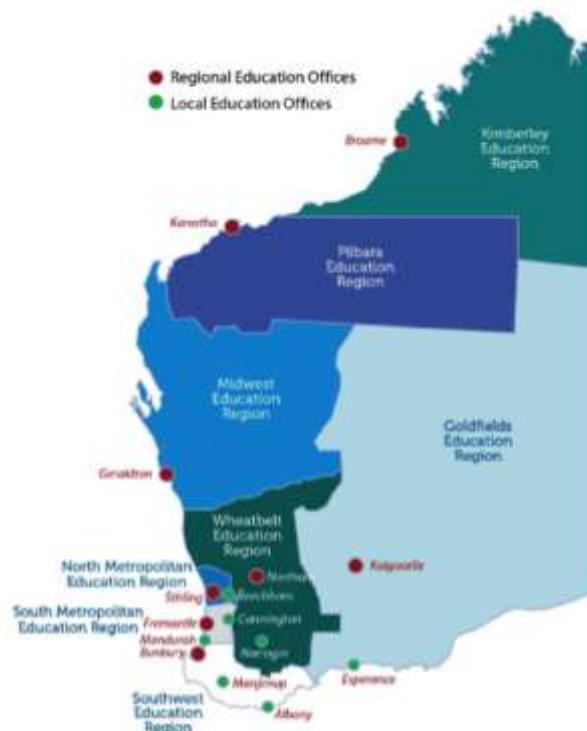 Regional Education Offices
Local Education Offices
Broome
Kimberley
Education
Region
Karratha
Pilbara
Education
Region
Midwest
Education
Region
Goldfields
Education
Region
Geraldton
Wheatbelt
Education
Region
North Metropolitan
Education Region
Northam
Kalgoorlie
Stirling
Beechboro
South Metropolitan
Education Region
Fremantle
Cannington
Mandurah
Bunbury
Narrogin
Manjimup
Esperance
Southwest
Education
Region
Albany